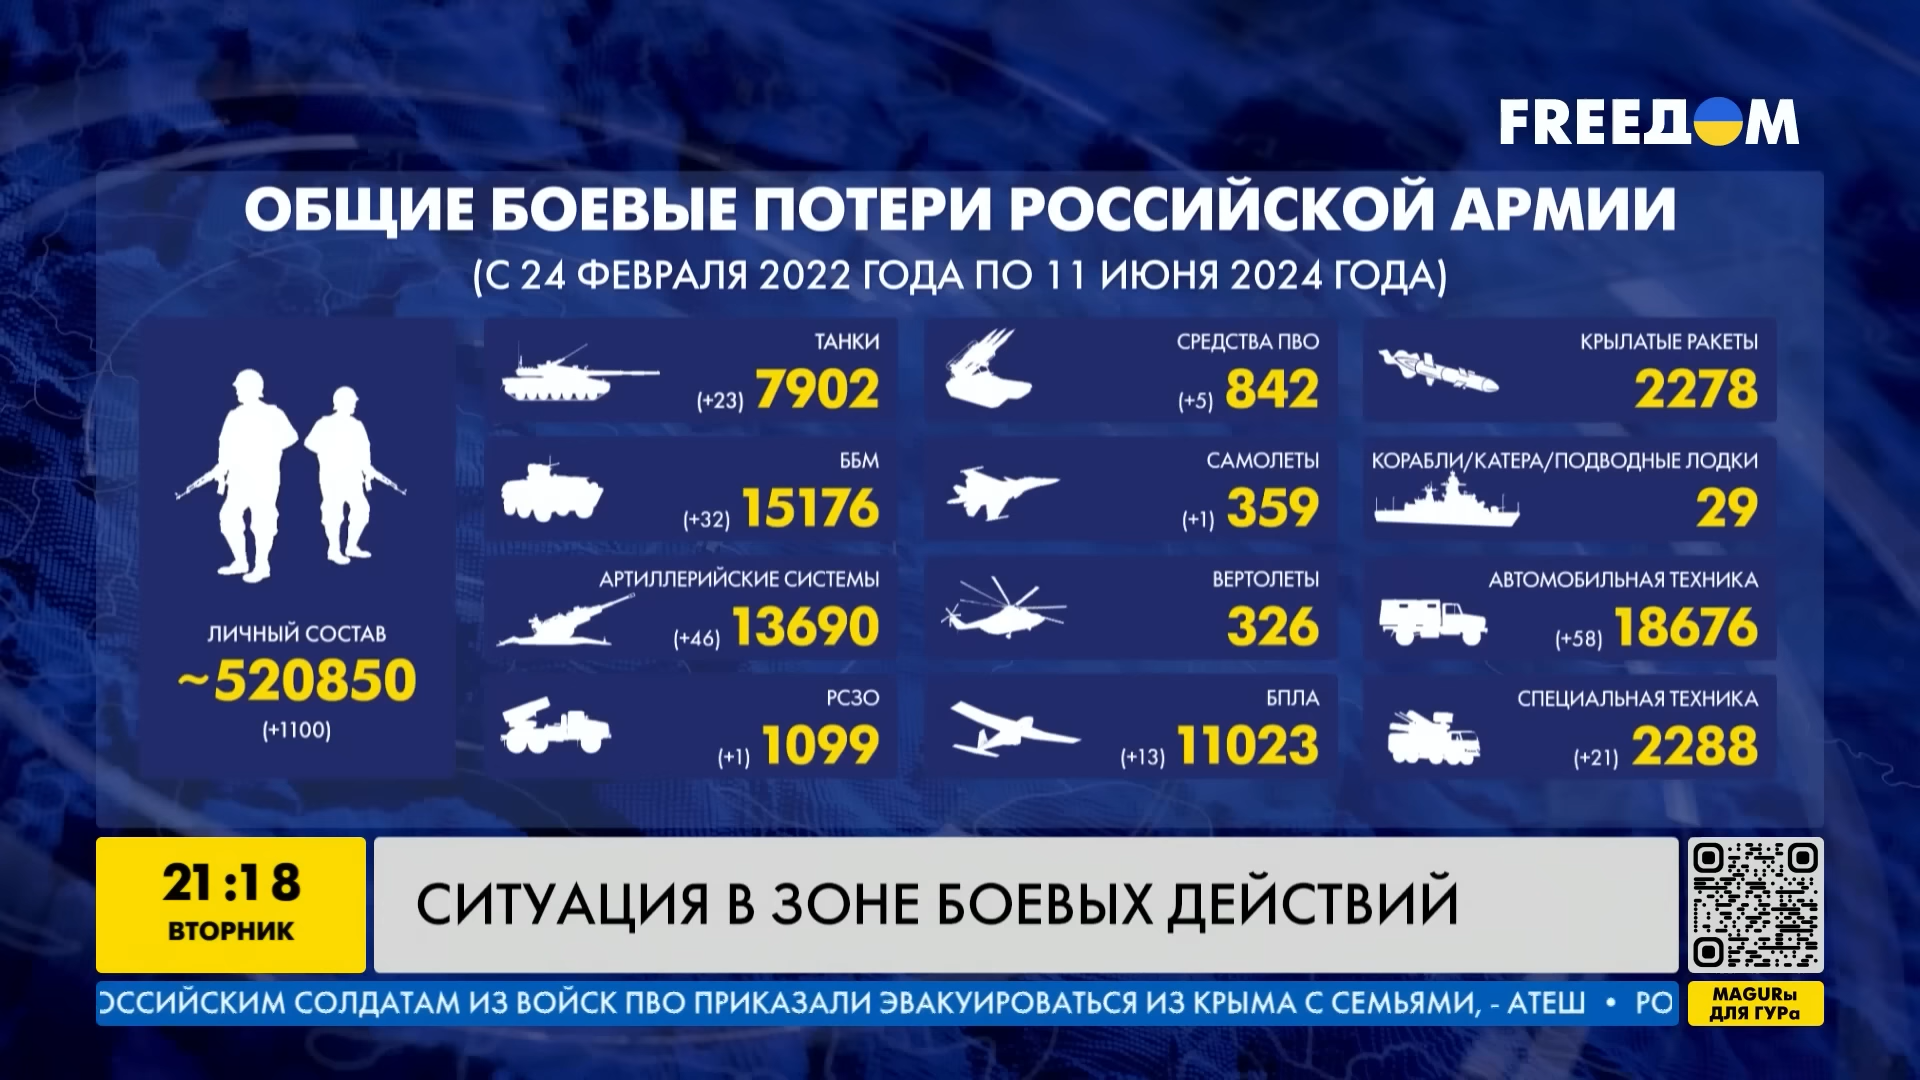 FREEДOM
ОБЩИЕ БОЕВЫЕ ПОТЕРИ РОССИЙСКОЙ АРМИИ
(С 24 ФЕВРАЛЯ 2022 ГОДА ПО 11 ИЮНЯ 2024 ГОДА)
ЛИЧНЫЙ СОСТАВ
~520850
(+1100)
ТАНКИ
(+23) 7902
ББМ
(+32) 15176
АРТИЛЛЕРИЙСКИЕ СИСТЕМЫ
(+46) 13690
РСЗО
(+1) 1099
СРЕДСТВА ПВО
(+5) 842
САМОЛЕТЫ
(+1) 359
ВЕРТОЛЕТЫ
326
БПЛА
(+13) 11023
КРЫЛАТЫЕ РАКЕТЫ
2278
КОРАБЛИ/КАТЕРА/ПОДВОДНЫЕ ЛОДКИ
29
АВТОМОБИЛЬНАЯ ТЕХНИКА
(+58) 18676
СПЕЦИАЛЬНАЯ ТЕХНИКА
(+21) 2288
21:18
ВТОРНИК
СИТУАЦИЯ В ЗОНЕ БОЕВЫХ ДЕЙСТВИЙ
ОССИЙСКИМ СОЛДАТАМ ИЗ ВОЙСК ПВО ПРИКАЗАЛИ ЭВАКУИРОВАТЬСЯ ИЗ КРЫМА С СЕМЬЯМИ, - АТЕШ • РО
MAGURы
ДЛЯ ГУРа